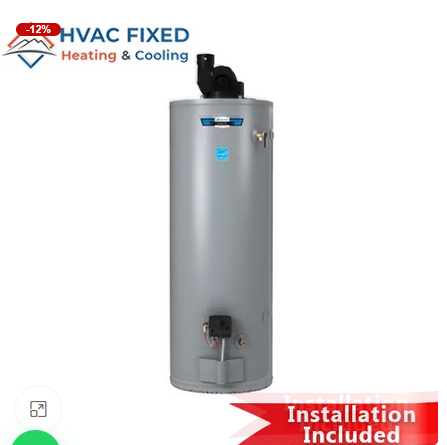 -12%
HVAC FIXED
Heating & Cooling
Installation
Included